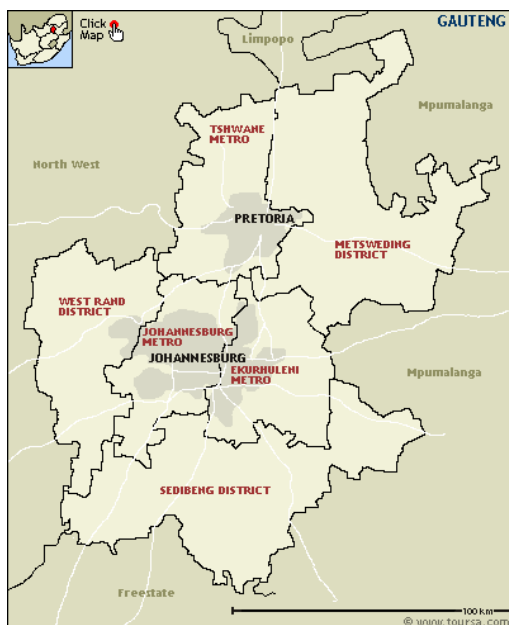 GAUTENG
Click
Map
Limpopo
Mpumalanga
TSHWANE
METRO
North West
PRETORIA
METSWEDING
DISTRICT
WEST RAND
DISTRICT
JOHANNESBURG
METRO
JOHANNESBURG
EKURHULENI
METRO
Mpumalanga
SEDIBENG DISTRICT
Freestate
100 Km
© www.toursa.com